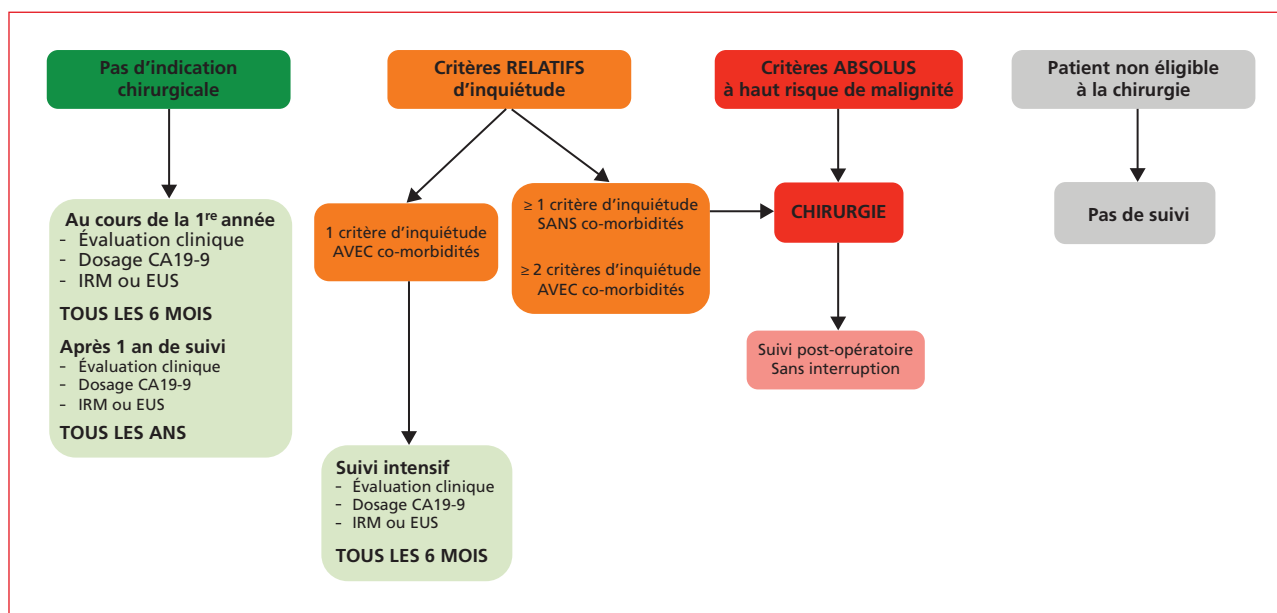 Pas d'indication
chirurgicale
Au cours de la 1re année
- Évaluation clinique
- Dosage CA19-9
- IRM ou EUS
TOUS LES 6 MOIS
Après 1 an de suivi
- Évaluation clinique
- Dosage CA19-9
- IRM ou EUS
TOUS LES ANS
Critères RELATIFS
d'inquiétude
1 critère d'inquiétude
AVEC co-morbidités
Suivi intensif
- Évaluation clinique
- Dosage CA19-9
- IRM ou EUS
TOUS LES 6 MOIS
≥ 1 critère d'inquiétude
SANS co-morbidités
≥ 2 critères d'inquiétude
AVEC co-morbidités
Critères ABSOLUS
à haut risque de malignité
CHIRURGIE
Suivi post-opératoire
Sans interruption
Patient non éligible
à la chirurgie
Pas de suivi